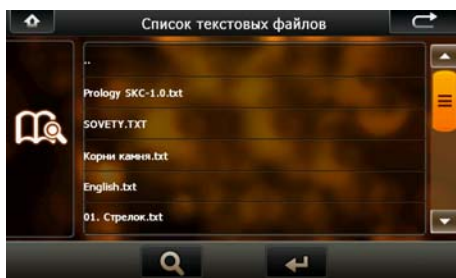 Список текстовых файлов
..
Prology SKC-1.0.txt
SOVETY.TXT
Корни камня.txt
English.txt
01. Стрелок.txt